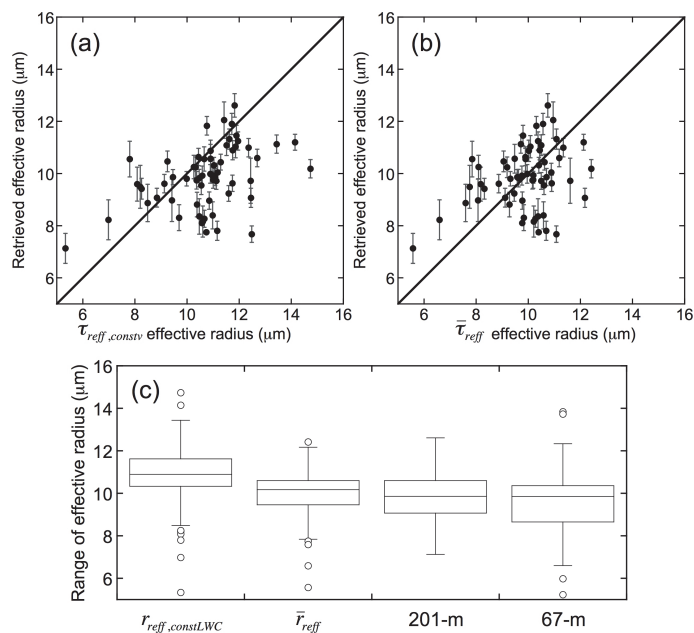 (a)
Retrieved effective radius (μm)
16
14
12
10
8
6
6 8 10 12 14 16
τreff,constv effective radius (μm)
(b)
Retrieved effective radius (μm)
16
14
12
10
8
6
6 8 10 12 14 16
τ̅reff effective radius (μm)
(c)
Range of effective radius (μm)
16
14
12
10
8
6
rreff,constLWC r̅reff 201-m 67-m